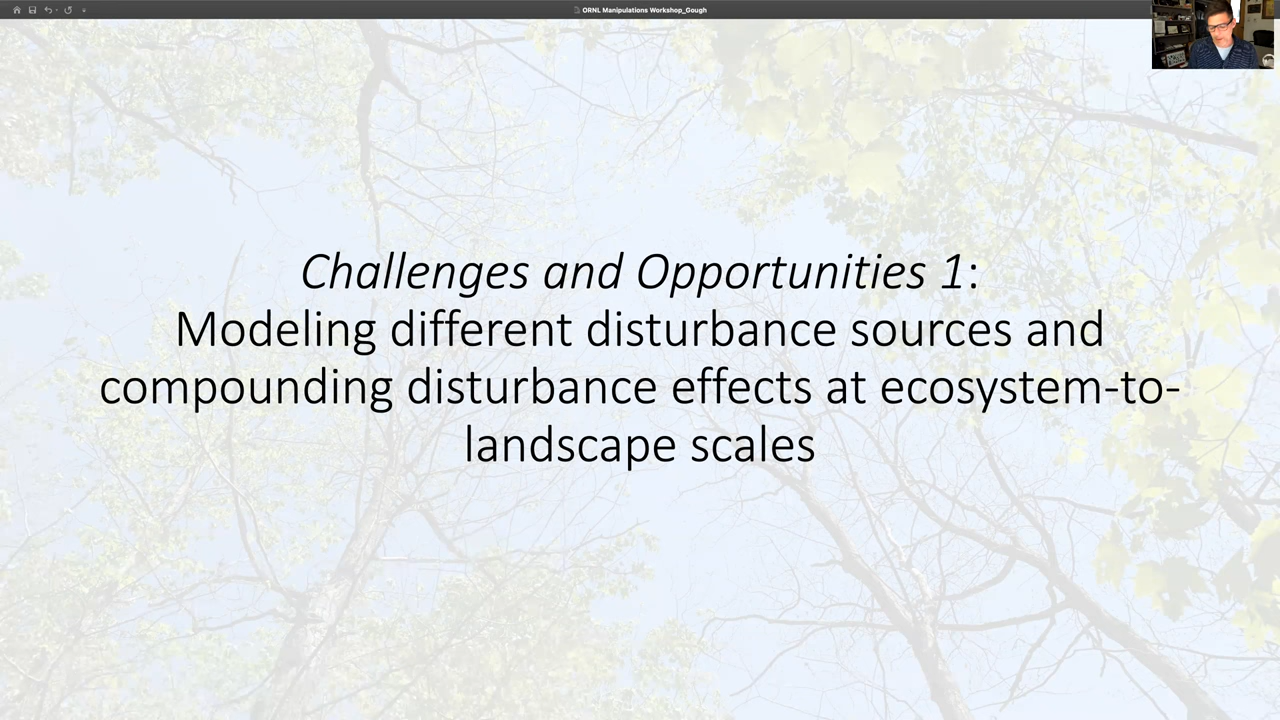 ORNL Manipulations Workshop_Gough
Challenges and Opportunities 1:
Modeling different disturbance sources and
compounding disturbance effects at ecosystem-to-
landscape scales